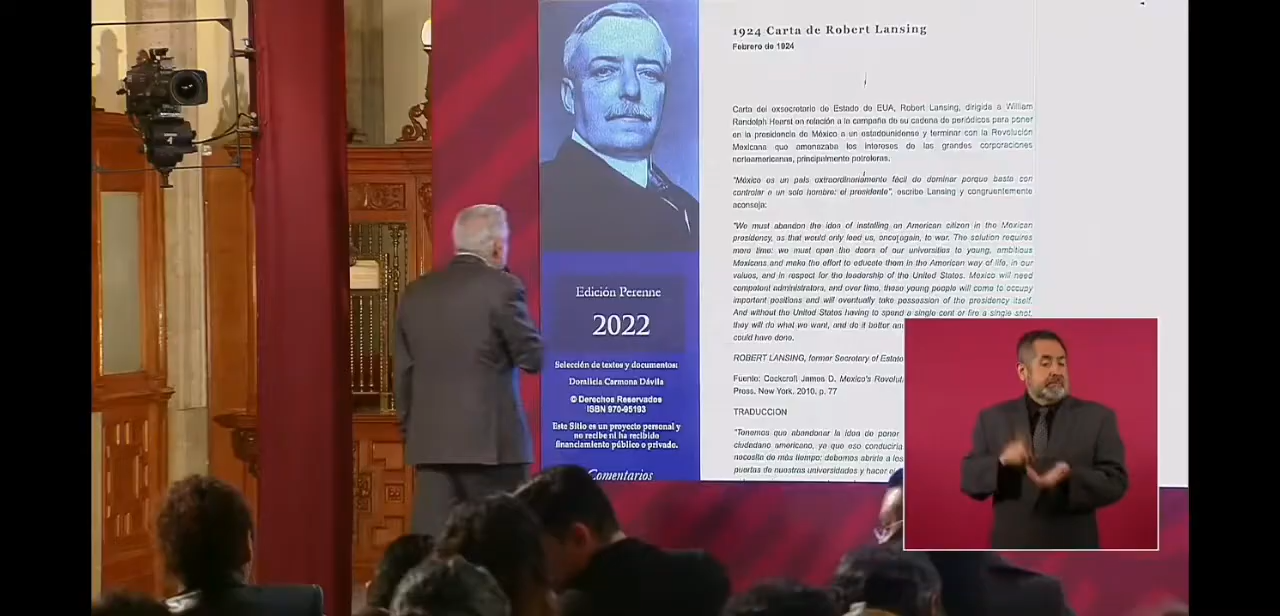 1924 Carta de Robert Lansing
Febrero de 1924
Carta del exsecretario de Estado de EUA, Robert Lansing, dirigida a William
Randolph Hearst en relación a la campaña de su cadena de periódicos para poner
en la presidencia de México a un estadounidense y terminar con la Revolución
Mexicana que amenazaba los intereses de las grandes corporaciones
norteamericanas, principalmente petroleras.
"México es un país extraordinariamente fácil de dominar porque basta con
controlar a un solo hombre: el presidente", escribe Lansing y congruentemente
aconseja:
"We must abandon the idea of installing an American citizen in the Mexican
presidency, as that would only lead us, once again, to war. The solution requires
more time: we must open the doors of our universities to young, ambitious
Mexicans and make the effort to educate them in the American way of life, in our
values, and in respect for the leadership of the United States. Mexico will need
competent administrators, and over time, these young people will come to occupy
important positions and will eventually take possession of the presidency itself.
And without the United States having to spend a single cent or fire a single shot,
they will do what we want, and do it better and
could have done.
ROBERT LANSING, former Secretary of Estato
Fuente: Cockcroft James D. Mexico's Revolut
Press. New York, 2010, p. 77
TRADUCCION
"Tenemos que abandonar la idea de poner
ciudadano americano, ya que eso conduciría
necesita de más tiempo: debemos abrirle a los
puertas de nuestras universidades y hacer el
Edición Perenne
2022
Selección de textos y documentos:
Doralicia Carmona Dávila
© Derechos Reservados
ISBN 970-95193
Este Sitio es un proyecto personal y
no recibe ni ha recibido
financiamiento público o privado.
Comentarios